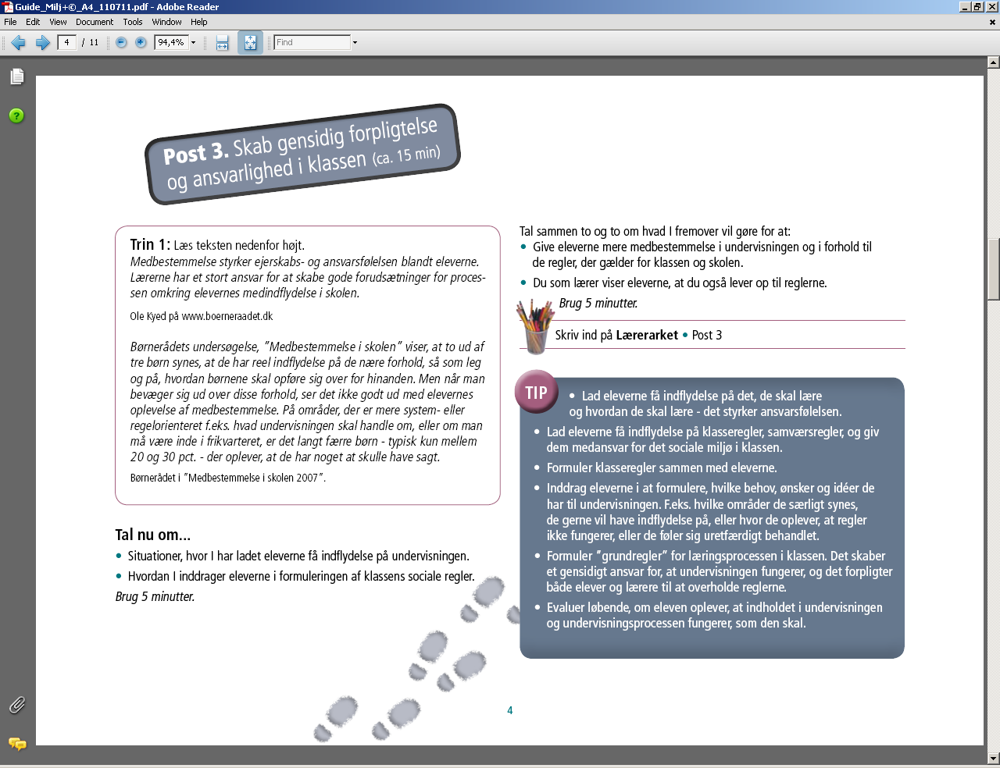 Guide_Milj+©_A4_110711.pdf - Adobe Reader
File Edit View Document Tools Window Help
4 / 11 94,4% Find
Post 3. Skab gensidig forpligtelse
og ansvarlighed i klassen (ca. 15 min)
Trin 1: Læs teksten nedenfor højt.
Medbestemmelse styrker ejerskabs- og ansvarsfølelsen blandt eleverne.
Lærerne har et stort ansvar for at skabe gode forudsætninger for proces-
sen omkring elevernes medindflydelse i skolen.
Ole Kyed på www.boerneraadet.dk
Børnerådets undersøgelse, ”Medbestemmelse i skolen” viser, at to ud af
tre børn synes, at de har reel indflydelse på de nære forhold, så som leg
og på, hvordan børnene skal opføre sig over for hinanden. Men når man
bevæger sig ud over disse forhold, ser det ikke godt ud med elevernes
oplevelse af medbestemmelse. På områder, der er mere system- eller
regelorienteret f.eks. hvad undervisningen skal handle om, eller om man
må være inde i frikvarteret, er det langt færre børn - typisk kun mellem
20 og 30 pct. - der oplever, at de har noget at skulle have sagt.
Børnerådet i ”Medbestemmelse i skolen 2007”.
Tal nu om...
• Situationer, hvor I har ladet eleverne få indflydelse på undervisningen.
• Hvordan I inddrager eleverne i formuleringen af klassens sociale regler.
Brug 5 minutter.
Tal sammen to og to om hvad I fremover vil gøre for at:
• Give eleverne mere medbestemmelse i undervisningen og i forhold til
de regler, der gælder for klassen og skolen.
• Du som lærer viser eleverne, at du også lever op til reglerne.
Brug 5 minutter.
Skriv ind på Lærerarket • Post 3
TIP
• Lad eleverne få indflydelse på det, de skal lære
og hvordan de skal lære - det styrker ansvarsfølelsen.
• Lad eleverne få indflydelse på klasseregler, samværsregler, og giv
dem medansvar for det sociale miljø i klassen.
• Formuler klasseregler sammen med eleverne.
• Inddrag eleverne i at formulere, hvilke behov, ønsker og idéer de
har til undervisningen. F.eks. hvilke områder de særligt synes,
de gerne vil have indflydelse på, eller hvor de oplever, at regler
ikke fungerer, eller de føler sig uretfærdigt behandlet.
• Formuler ”grundregler” for læringsprocessen i klassen. Det skaber
et gensidigt ansvar for, at undervisningen fungerer, og det forpligter
både elever og lærere til at overholde reglerne.
• Evaluer løbende, om eleven oplever, at indholdet i undervisningen
og undervisningsprocessen fungerer, som den skal.
4